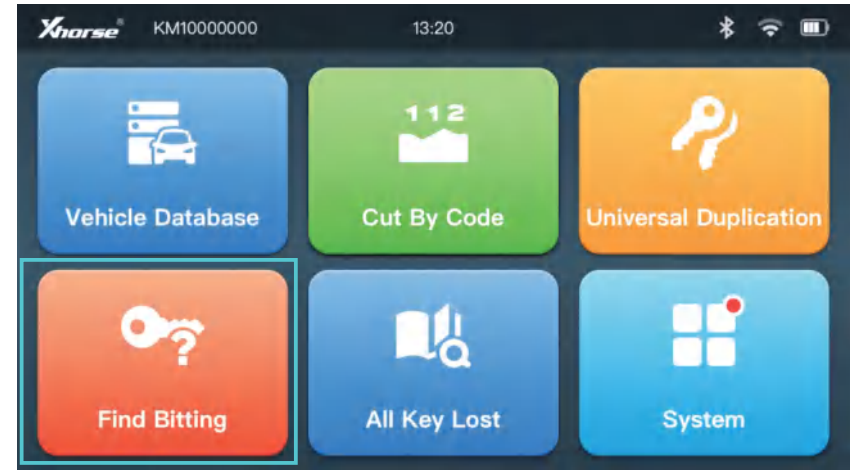 Xhorse KM10000000 13:20
112
Vehicle Database Cut By Code Universal Duplication
?
Find Bitting All Key Lost System